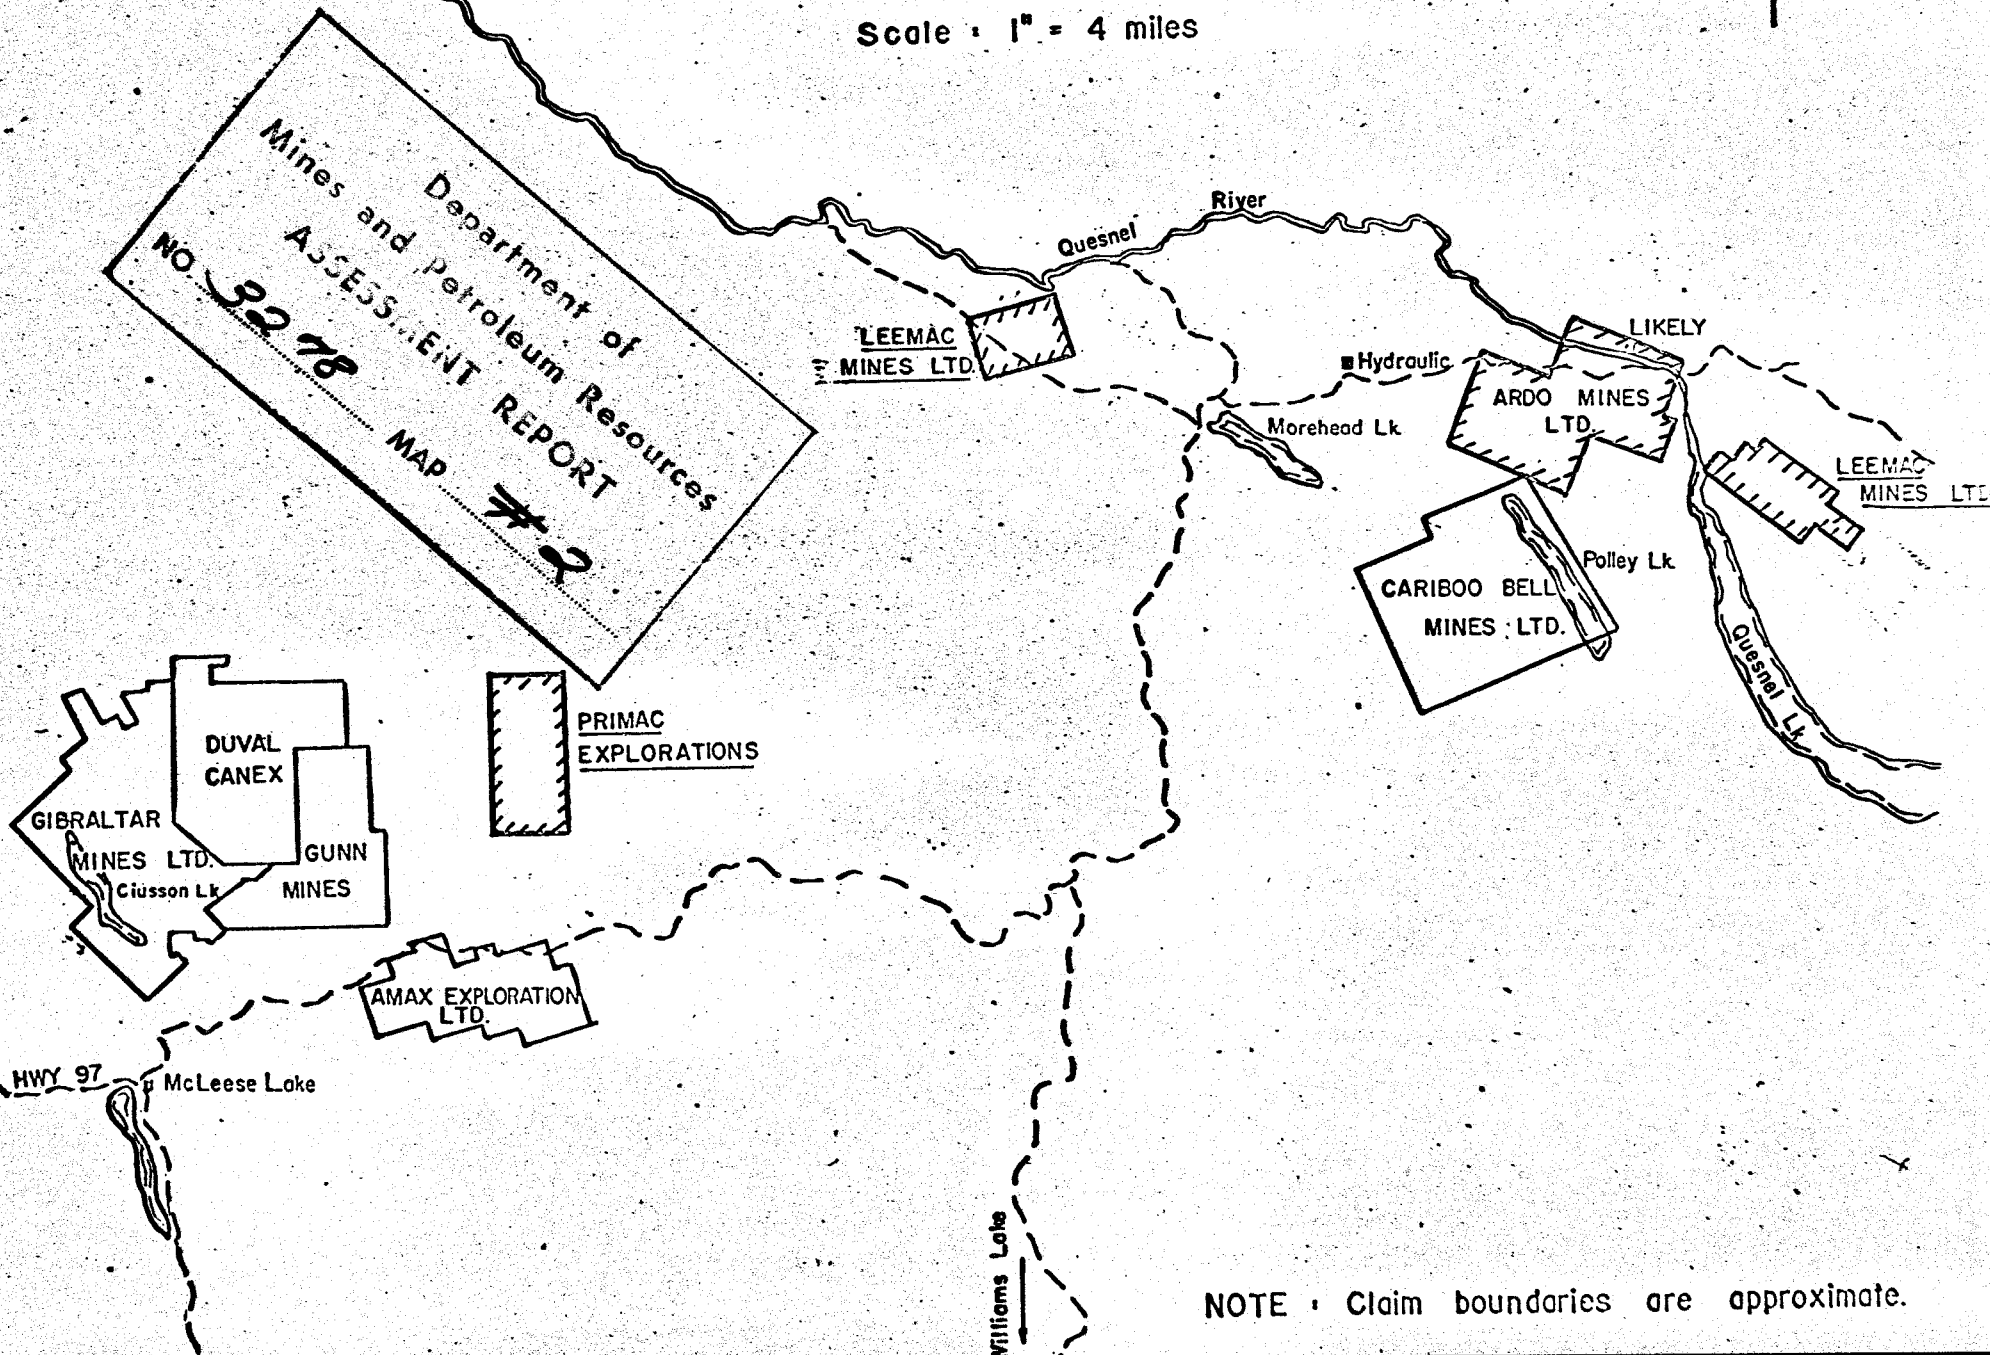 Scale : 1" = 4 miles
Department of
Mines and Petroleum Resources
ASSESSMENT REPORT
NO. 3278 MAP #2
River
Quesnel
LEEMAC
MINES LTD.
LIKELY
Hydraulic
ARDO MINES
LTD.
Morehead Lk
LEEMAC
MINES LTD
Polley Lk
CARIBOO BELL
MINES LTD.
Quesnel Lk
PRIMAC
EXPLORATIONS
DUVAL
CANEX
GIBRALTAR
MINES LTD.
GUNN
MINES
Ciusson Lk
AMAX EXPLORATION
LTD.
HWY 97
McLeese Lake
Williams Lake
NOTE : Claim boundaries are approximate.